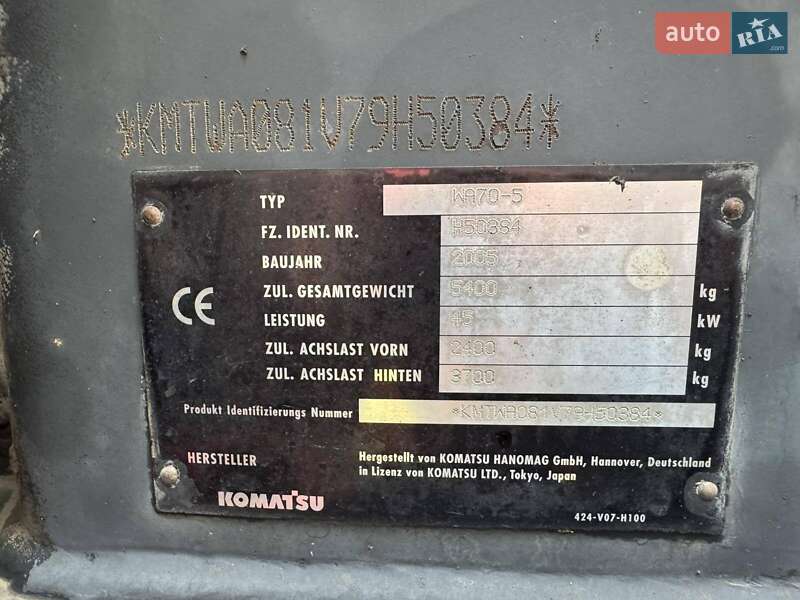 auto RIA
.com
*KMTWA081V79H50384*
TYP WA70-5
FZ. IDENT. NR. H50384
BAUJAHR 2005
ZUL. GESAMTGEWICHT 5400 kg
LEISTUNG 45 kW
ZUL. ACHSLAST VORN 2400 kg
ZUL. ACHSLAST HINTEN 3700 kg
Produkt Identifizierungs Nummer *KMTWA081V79H50384*
CE
HERSTELLER
Hergestellt von KOMATSU HANOMAG GmbH, Hannover, Deutschland
in Lizenz von KOMATSU LTD., Tokyo, Japan
KOMATSU
424-V07-H100